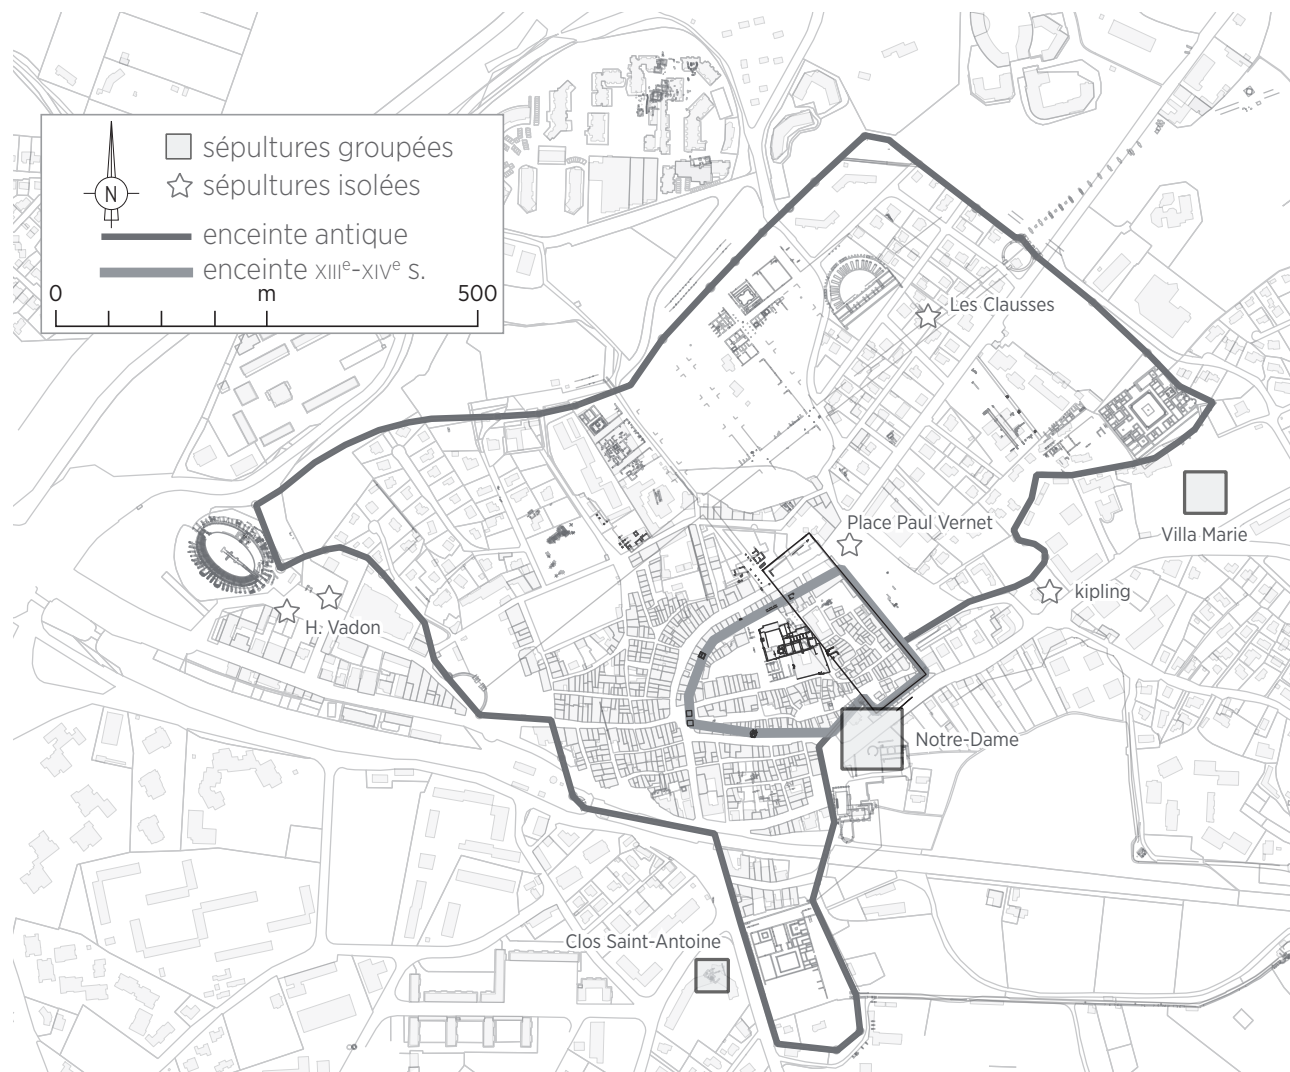 sépultures groupées
N
sépultures isolées
enceinte antique
enceinte XIIIe-XIVe s.
0 m 500
Les Clausses
Place Paul Vernet
Villa Marie
kipling
H. Vadon
Notre-Dame
Clos Saint-Antoine